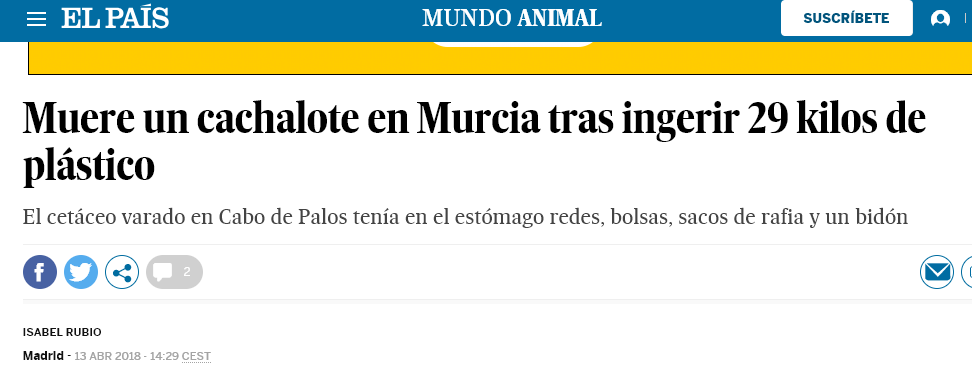 EL PAÍS
MUNDO ANIMAL
SUSCRÍBETE
Muere un cachalote en Murcia tras ingerir 29 kilos de
plástico
El cetáceo varado en Cabo de Palos tenía en el estómago redes, bolsas, sacos de rafia y un bidón
2
ISABEL RUBIO
Madrid - 13 ABR 2018 - 14:29 CEST